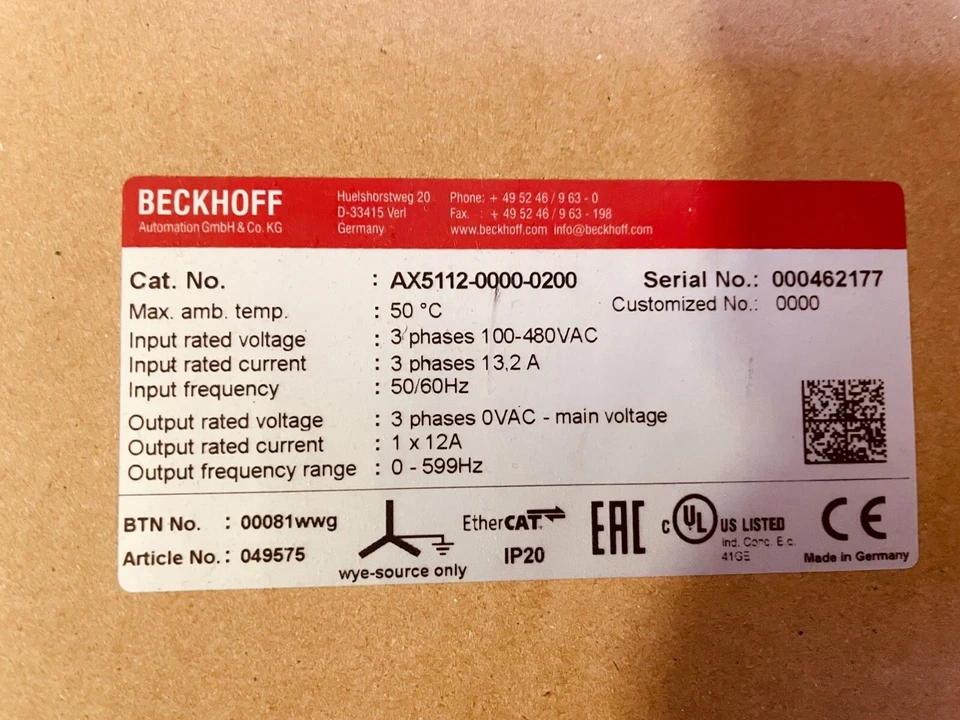 BECKHOFF
Automation GmbH & Co. KG
Huelshorstweg 20
D-33415 Verl
Germany
Phone: + 49 52 46 / 9 63 - 0
Fax. : + 49 52 46 / 9 63 - 198
www.beckhoff.com info@beckhoff.com
Cat. No. : AX5112-0000-0200
Serial No.: 000462177
Customized No.: 0000
Max. amb. temp. : 50 °C
Input rated voltage : 3 phases 100-480VAC
Input rated current : 3 phases 13,2 A
Input frequency : 50/60Hz
Output rated voltage : 3 phases 0VAC - main voltage
Output rated current : 1 x 12A
Output frequency range : 0 - 599Hz
BTN No. : 00081wwg
Article No. : 049575
wye-source only
EtherCAT
IP20
EAC
c UL US LISTED
Ind. Conc. E.c.
41GE
CE
Made in Germany